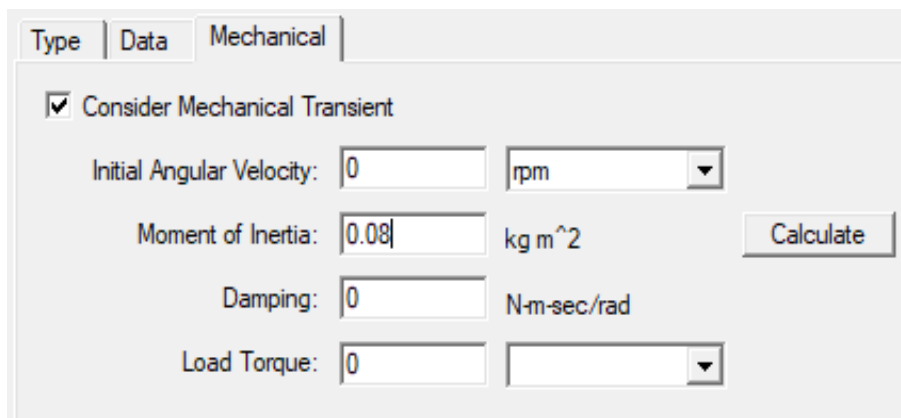 Type Data Mechanical
Consider Mechanical Transient
Initial Angular Velocity: 0 rpm
Moment of Inertia: 0.08 kg m^2 Calculate
Damping: 0 N-m-sec/rad
Load Torque: 0